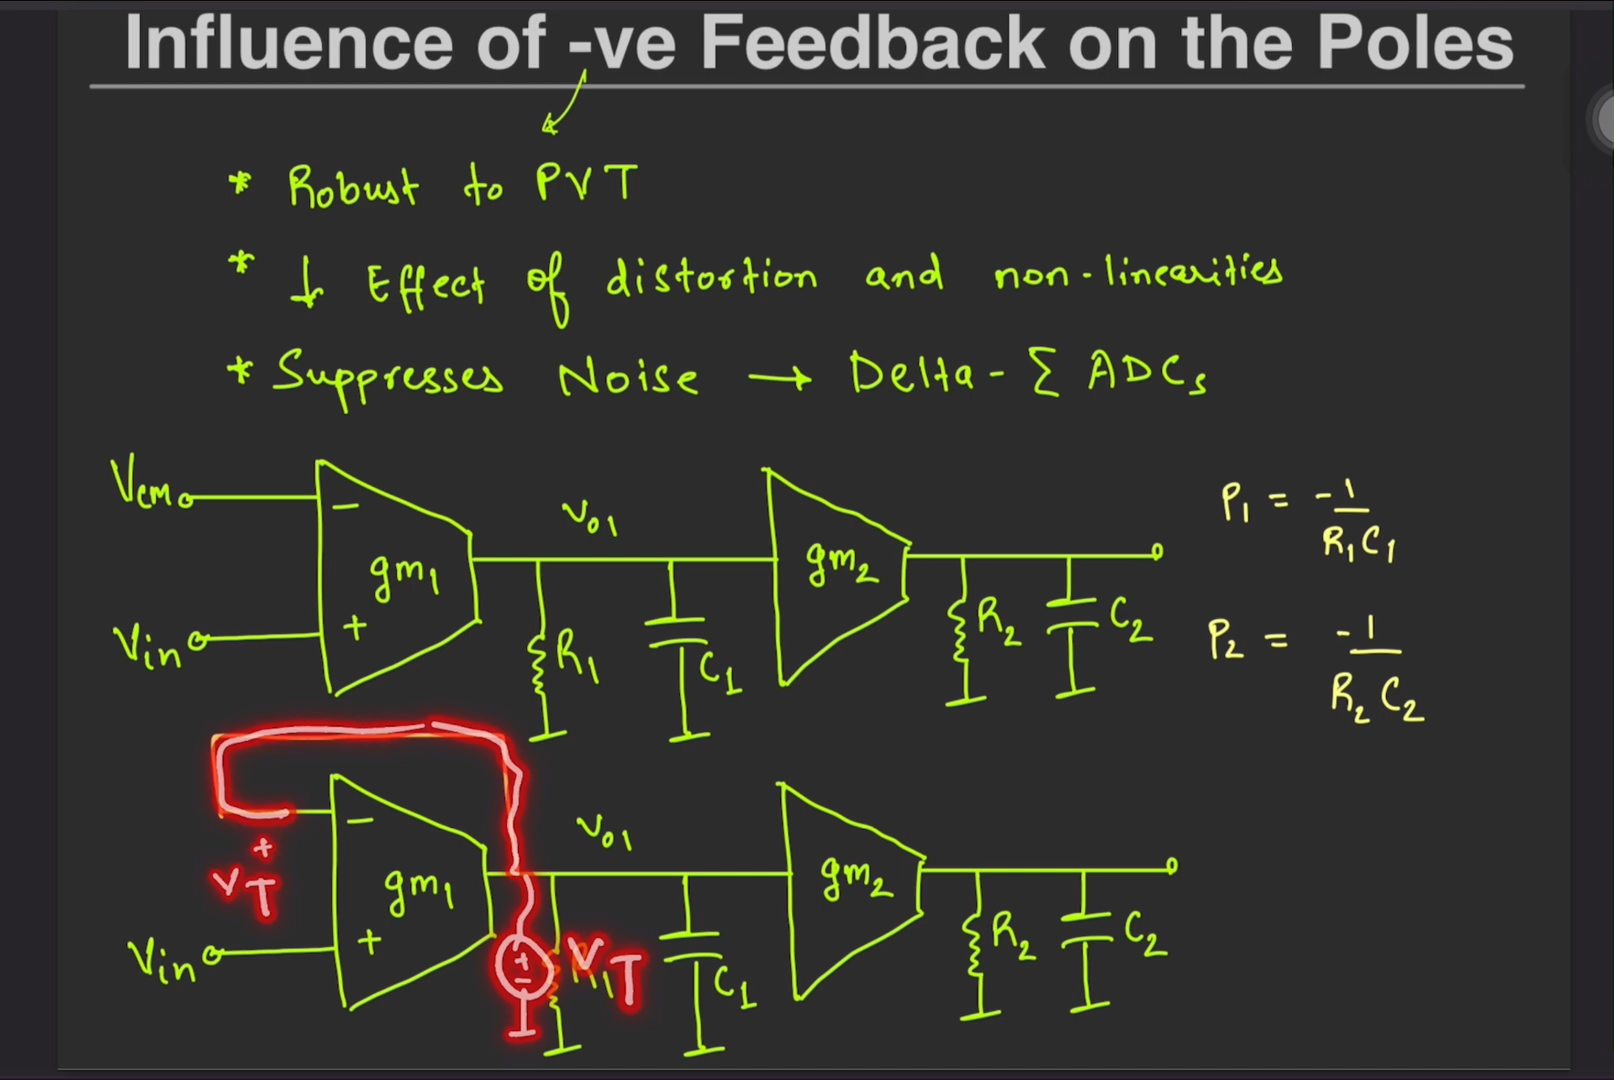 Influence of -ve Feedback on the Poles
* Robust to PVT
* ↓ Effect of distortion and non-linearities
* Suppresses Noise → Delta-Σ ADCs
Vcm
−
gm1
+
Vin
Vo1
R1
C1
gm2
R2
C2
P1 = -1/R1C1
P2 = -1/R2C2
−
gm1
+
Vin
+
VT
Vo1
+
−
VT
R1
C1
gm2
R2
C2